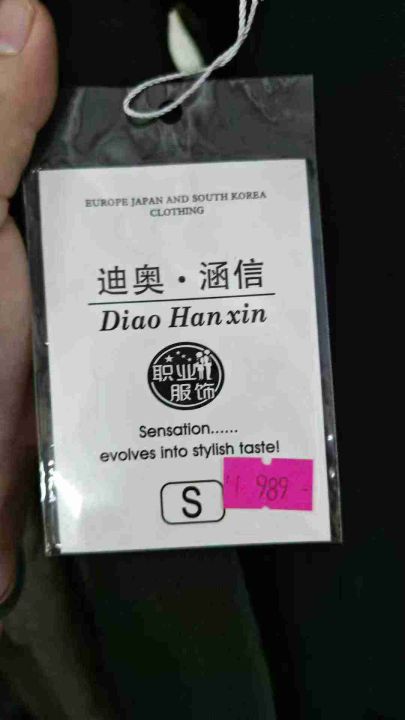 EUROPE JAPAN AND SOUTH KOREA
CLOTHING
迪奥·涵信
Diao Hanxin
职业
服饰
Sensation......
evolves into stylish taste!
S
989 -